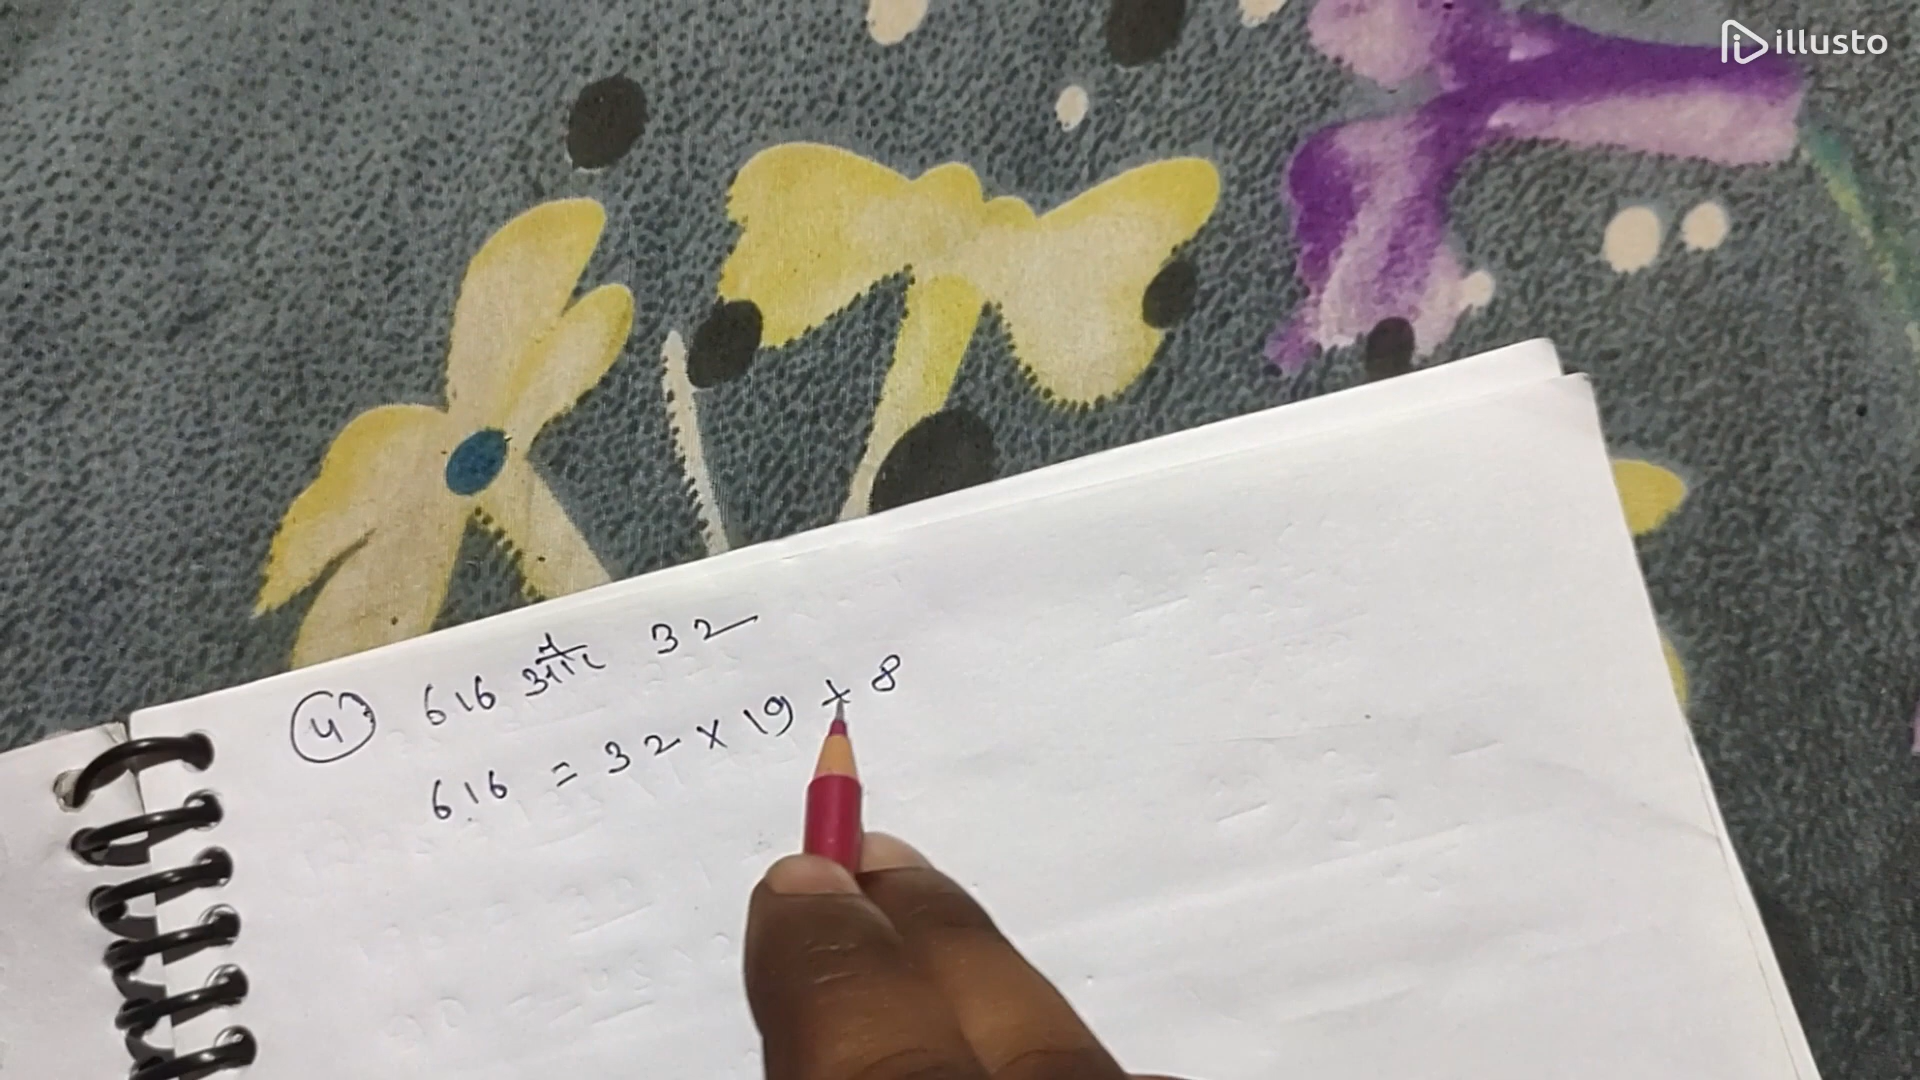 illusto
(4) 616 और 32
616 = 32 × 19 + 8